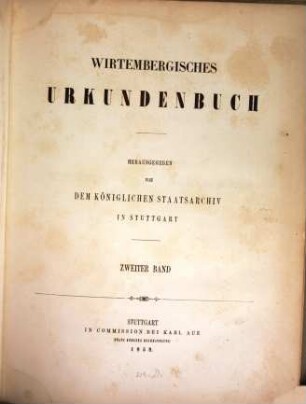 WIRTEMBERGISCHES
URKUNDENBUCH
HERAUSGEGEBEN
VON
DEM KÖNIGLICHEN STAATSARCHIV
IN STUTTGART
ZWEITER BAND
STUTTGART
IN COMMISSION BEI KARL AUE
1858.